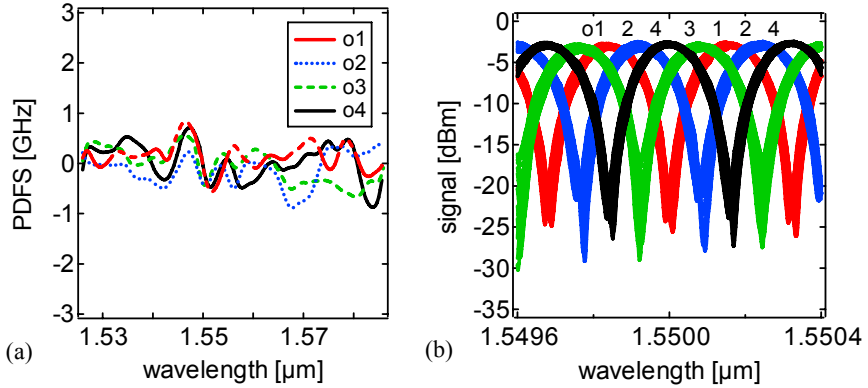 3
2
1
0
-1
-2
-3
PDFS [GHz]
o1
o2
o3
o4
1.53
1.55
1.57
wavelength [µm]
(a)
0
-5
-10
-15
-20
-25
-30
-35
signal [dBm]
o1 2 4 3 1 2 4
1.5496
1.5500
1.5504
wavelength [µm]
(b)